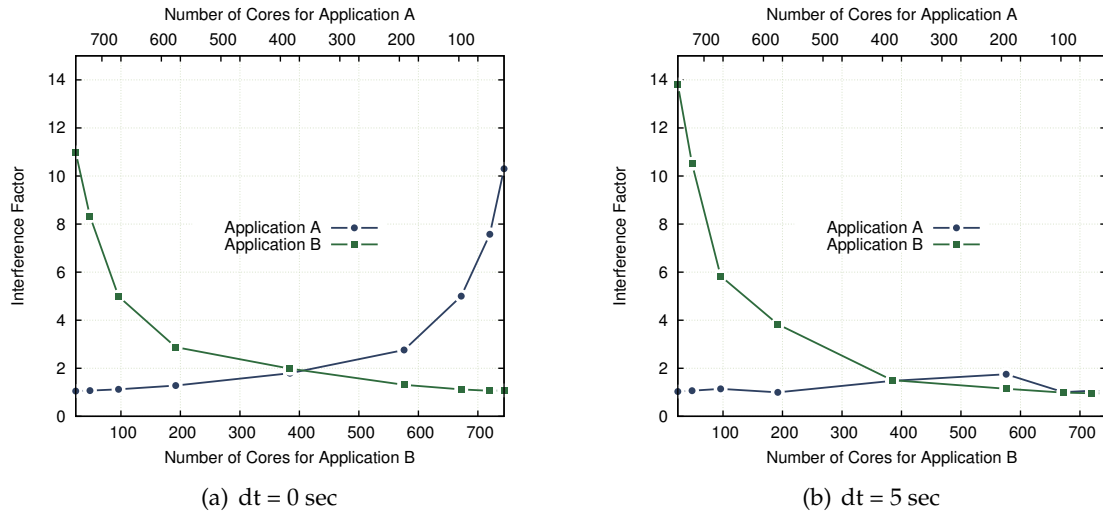 Number of Cores for Application A
700 600 500 400 300 200 100
14
12
10
8
6
4
2
0
Interference Factor
Application A
Application B
100 200 300 400 500 600 700
Number of Cores for Application B
(a) dt = 0 sec
Number of Cores for Application A
700 600 500 400 300 200 100
14
12
10
8
6
4
2
0
Interference Factor
Application A
Application B
100 200 300 400 500 600 700
Number of Cores for Application B
(b) dt = 5 sec